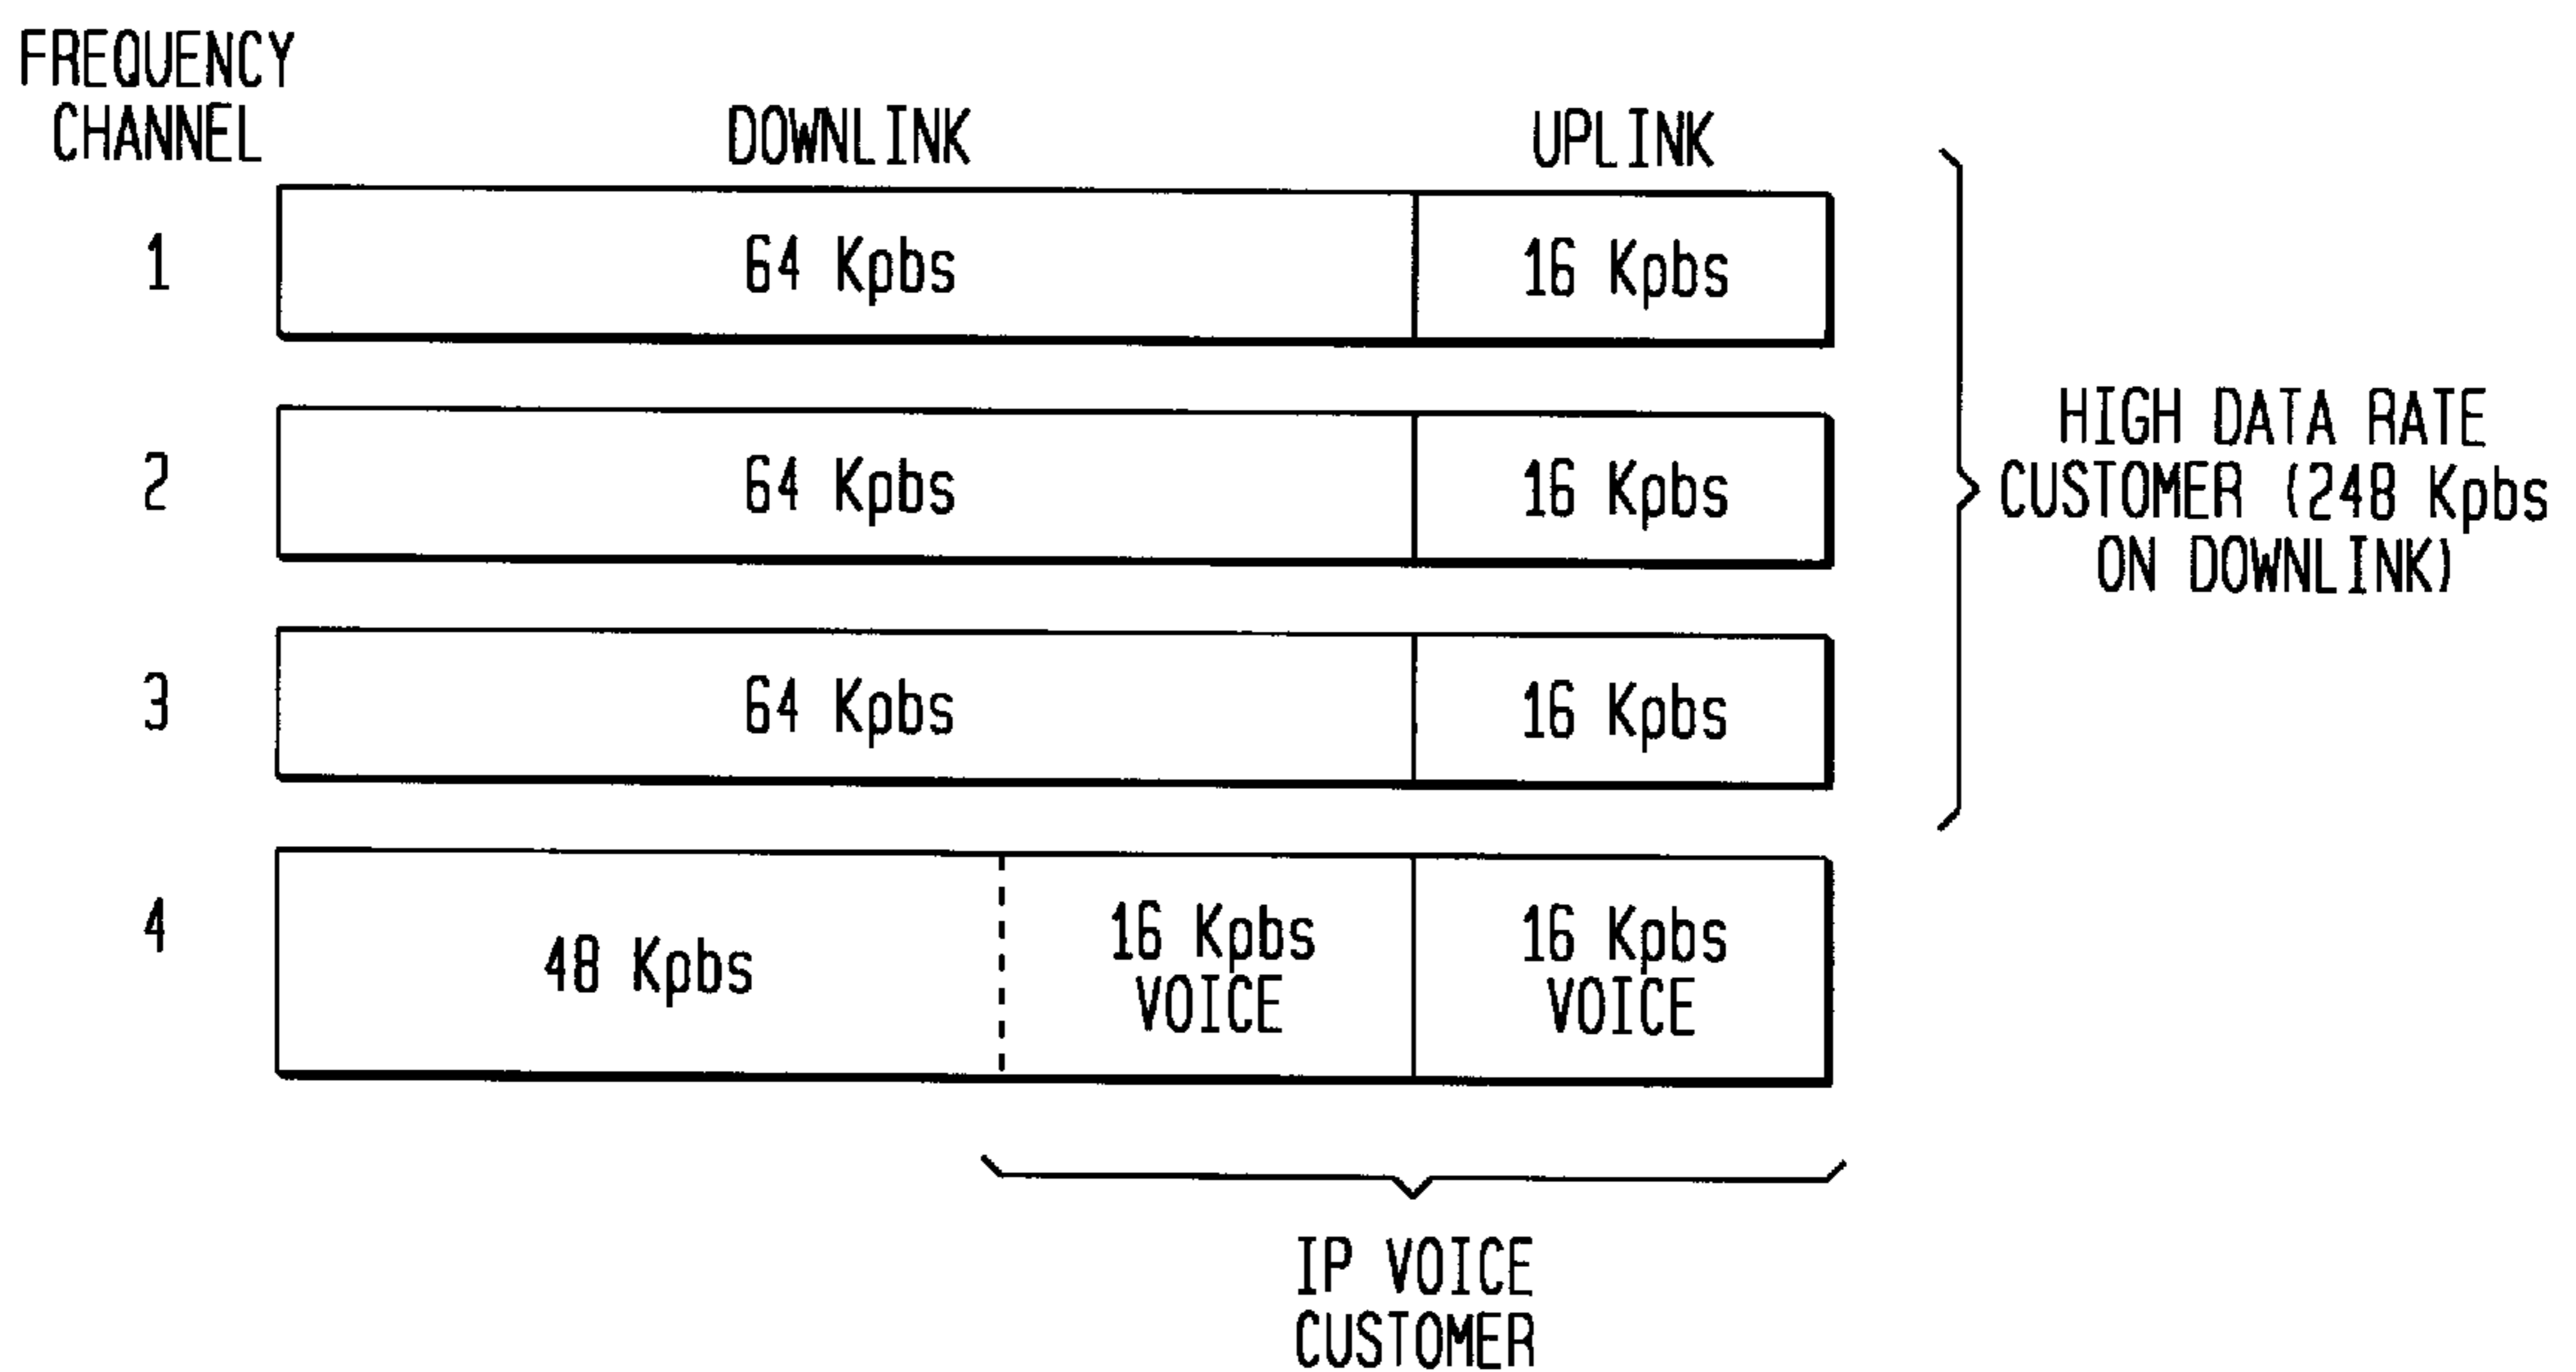 FREQUENCY
CHANNEL
DOWNLINK
UPLINK
1
64 Kpbs
16 Kpbs
2
64 Kpbs
16 Kpbs
3
64 Kpbs
16 Kpbs
HIGH DATA RATE
CUSTOMER (248 Kpbs
ON DOWNLINK)
4
48 Kpbs
16 Kpbs
VOICE
16 Kpbs
VOICE
IP VOICE
CUSTOMER